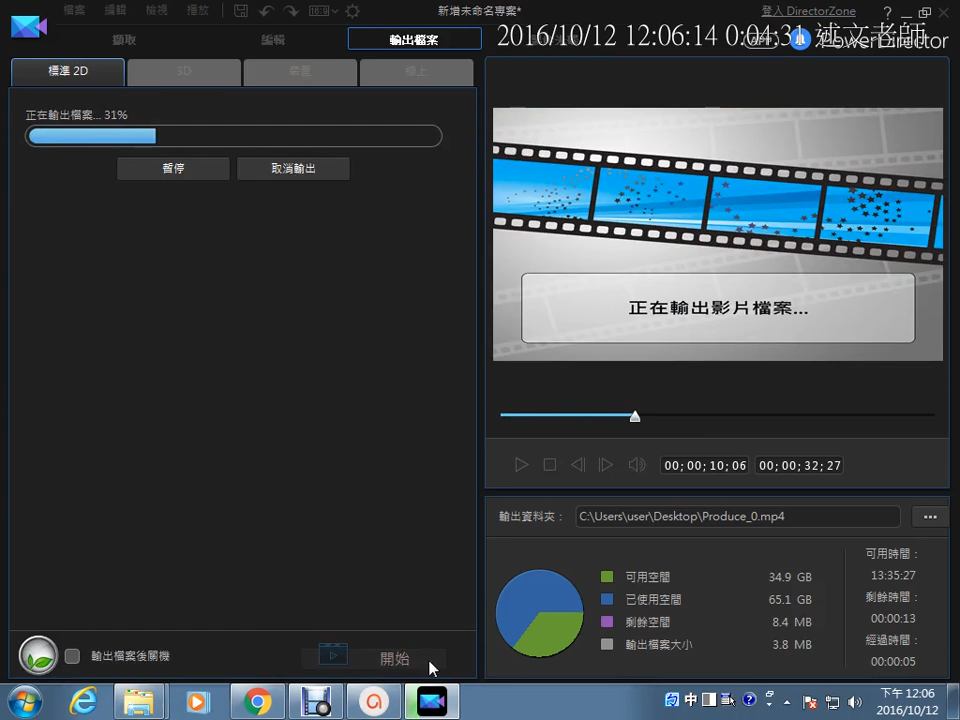 檔案 編輯 檢視 播放 16:9 新增未命名專案* 登入 DirectorZone ?
擷取 編輯 輸出檔案 2016/10/12 12:06:14 0:04:31 述文老師
PowerDirector
標準 2D 3D 裝置 線上
正在輸出檔案... 31%
暫停 取消輸出
正在輸出影片檔案...
00;00;10;06 00;00;32;27
輸出資料夾： C:\Users\user\Desktop\Produce_0.mp4 ...
可用空間 34.9 GB
已使用空間 65.1 GB
剩餘空間 8.4 MB
輸出檔案大小 3.8 MB
可用時間：
13:35:27
剩餘時間：
00:00:13
經過時間：
00:00:05
輸出檔案後關機
開始
中
下午 12:06
2016/10/12